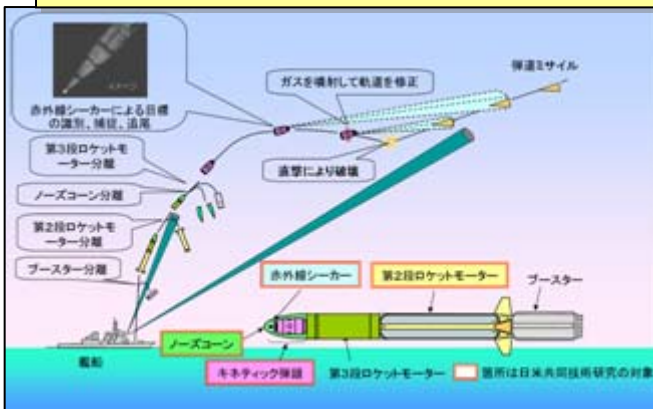 イメージ
赤外線シーカーによる目標
の識別、捕捉、追尾
ガスを噴射して軌道を修正
弾道ミサイル
第3段ロケットモ
ーター分離
直撃により破壊
ノーズコーン分離
第2段ロケットモ
ーター分離
ブースター分離
赤外線シーカー
第2段ロケットモーター
ブースター
ノーズコーン
艦船
キネティック弾頭
第3段ロケットモーター
箇所は日米共同技術研究の対象